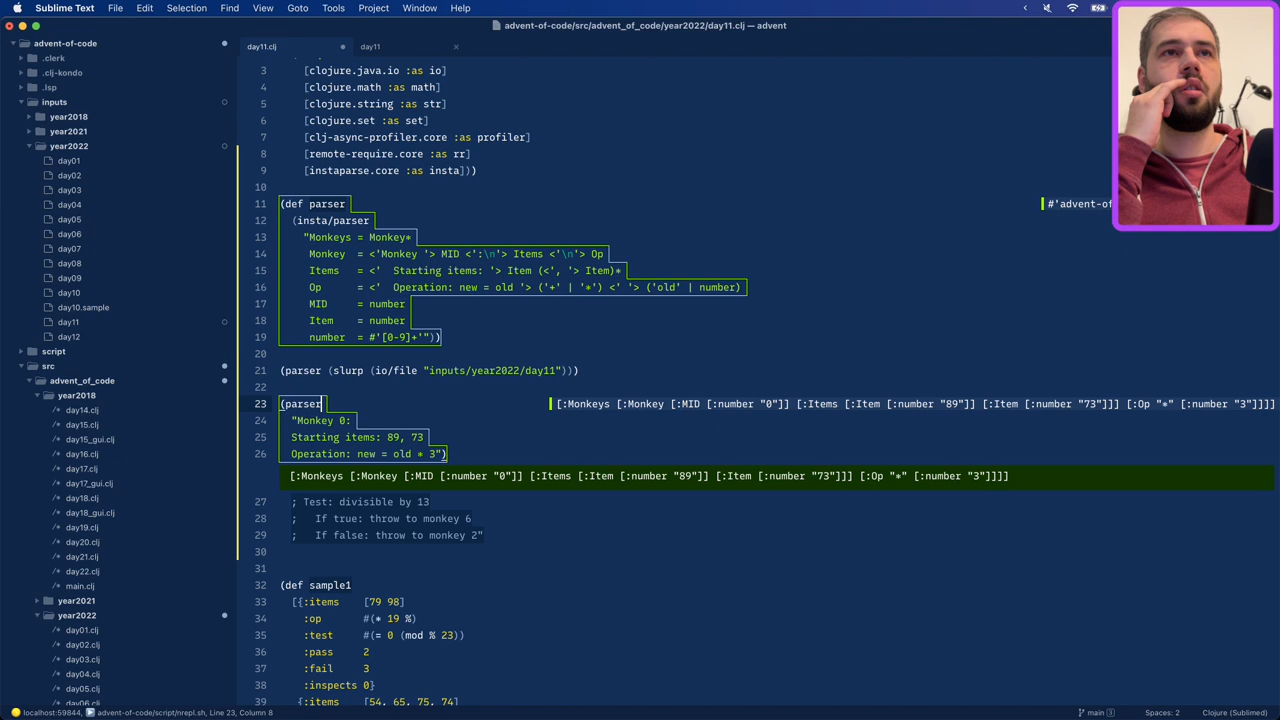 Sublime Text File Edit Selection Find View Goto Tools Project Window Help
advent-of-code/src/advent_of_code/year2022/day11.clj — advent
advent-of-code
.clerk
.clj-kondo
.lsp
inputs
year2018
year2021
year2022
day01
day02
day03
day04
day05
day06
day07
day08
day09
day10
day10.sample
day11
day12
script
src
advent_of_code
year2018
day14.clj
day15.clj
day15_gui.clj
day16.clj
day17.clj
day17_gui.clj
day18.clj
day18_gui.clj
day19.clj
day20.clj
day21.clj
day22.clj
main.clj
year2021
year2022
day01.clj
day02.clj
day03.clj
day04.clj
day05.clj
day06.clj
day11.clj day11
3 [clojure.java.io :as io]
4 [clojure.math :as math]
5 [clojure.string :as str]
6 [clojure.set :as set]
7 [clj-async-profiler.core :as profiler]
8 [remote-require.core :as rr]
9 [instaparse.core :as insta]))
10
11 (def parser #'advent-of
12 (insta/parser
13 "Monkeys = Monkey*
14 Monkey = <'Monkey '> MID <':\n'> Items <'\n'> Op
15 Items = <'  Starting items: '> Item (<', '> Item)*
16 Op = <'  Operation: new = old '> ('+' | '*') <' '> ('old' | number)
17 MID = number
18 Item = number
19 number = #'[0-9]+'"))
20
21 (parser (slurp (io/file "inputs/year2022/day11")))
22
23 (parser [:Monkeys [:Monkey [:MID [:number "0"]] [:Items [:Item [:number "89"]] [:Item [:number "73"]]] [:Op "*" [:number "3"]]]]
24 "Monkey 0:
25 Starting items: 89, 73
26 Operation: new = old * 3")
[:Monkeys [:Monkey [:MID [:number "0"]] [:Items [:Item [:number "89"]] [:Item [:number "73"]]] [:Op "*" [:number "3"]]]]
27 ; Test: divisible by 13
28 ;   If true: throw to monkey 6
29 ;   If false: throw to monkey 2"
30
31
32 (def sample1
33 [{:items [79 98]
34 :op #(* 19 %)
35 :test #(= 0 (mod % 23))
36 :pass 2
37 :fail 3
38 :inspects 0}
39 {:items [54, 65, 75, 74]
localhost:59844, advent-of-code/script/nrepl.sh, Line 23, Column 8 main 3 Spaces: 2 Clojure (Sublimed)